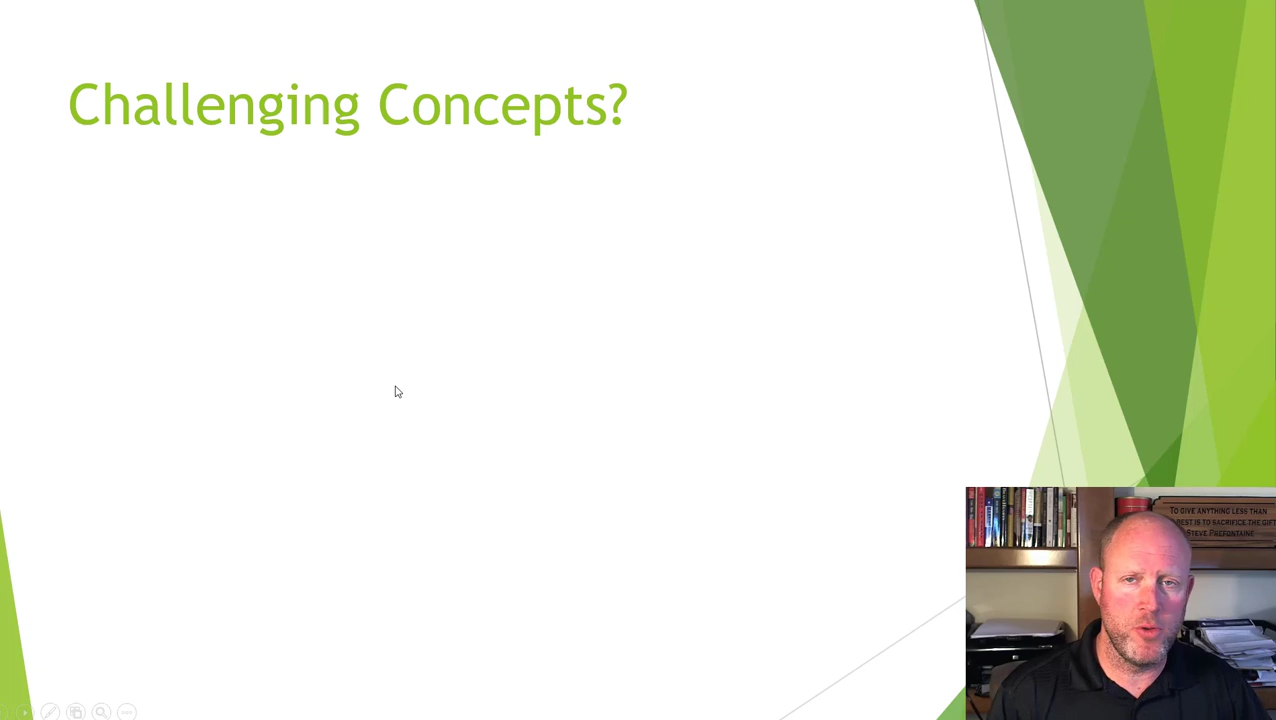 Challenging Concepts?
TO GIVE ANYTHING LESS THAN
BEST IS TO SACRIFICE THE GIFT
STEVE PREFONTAINE